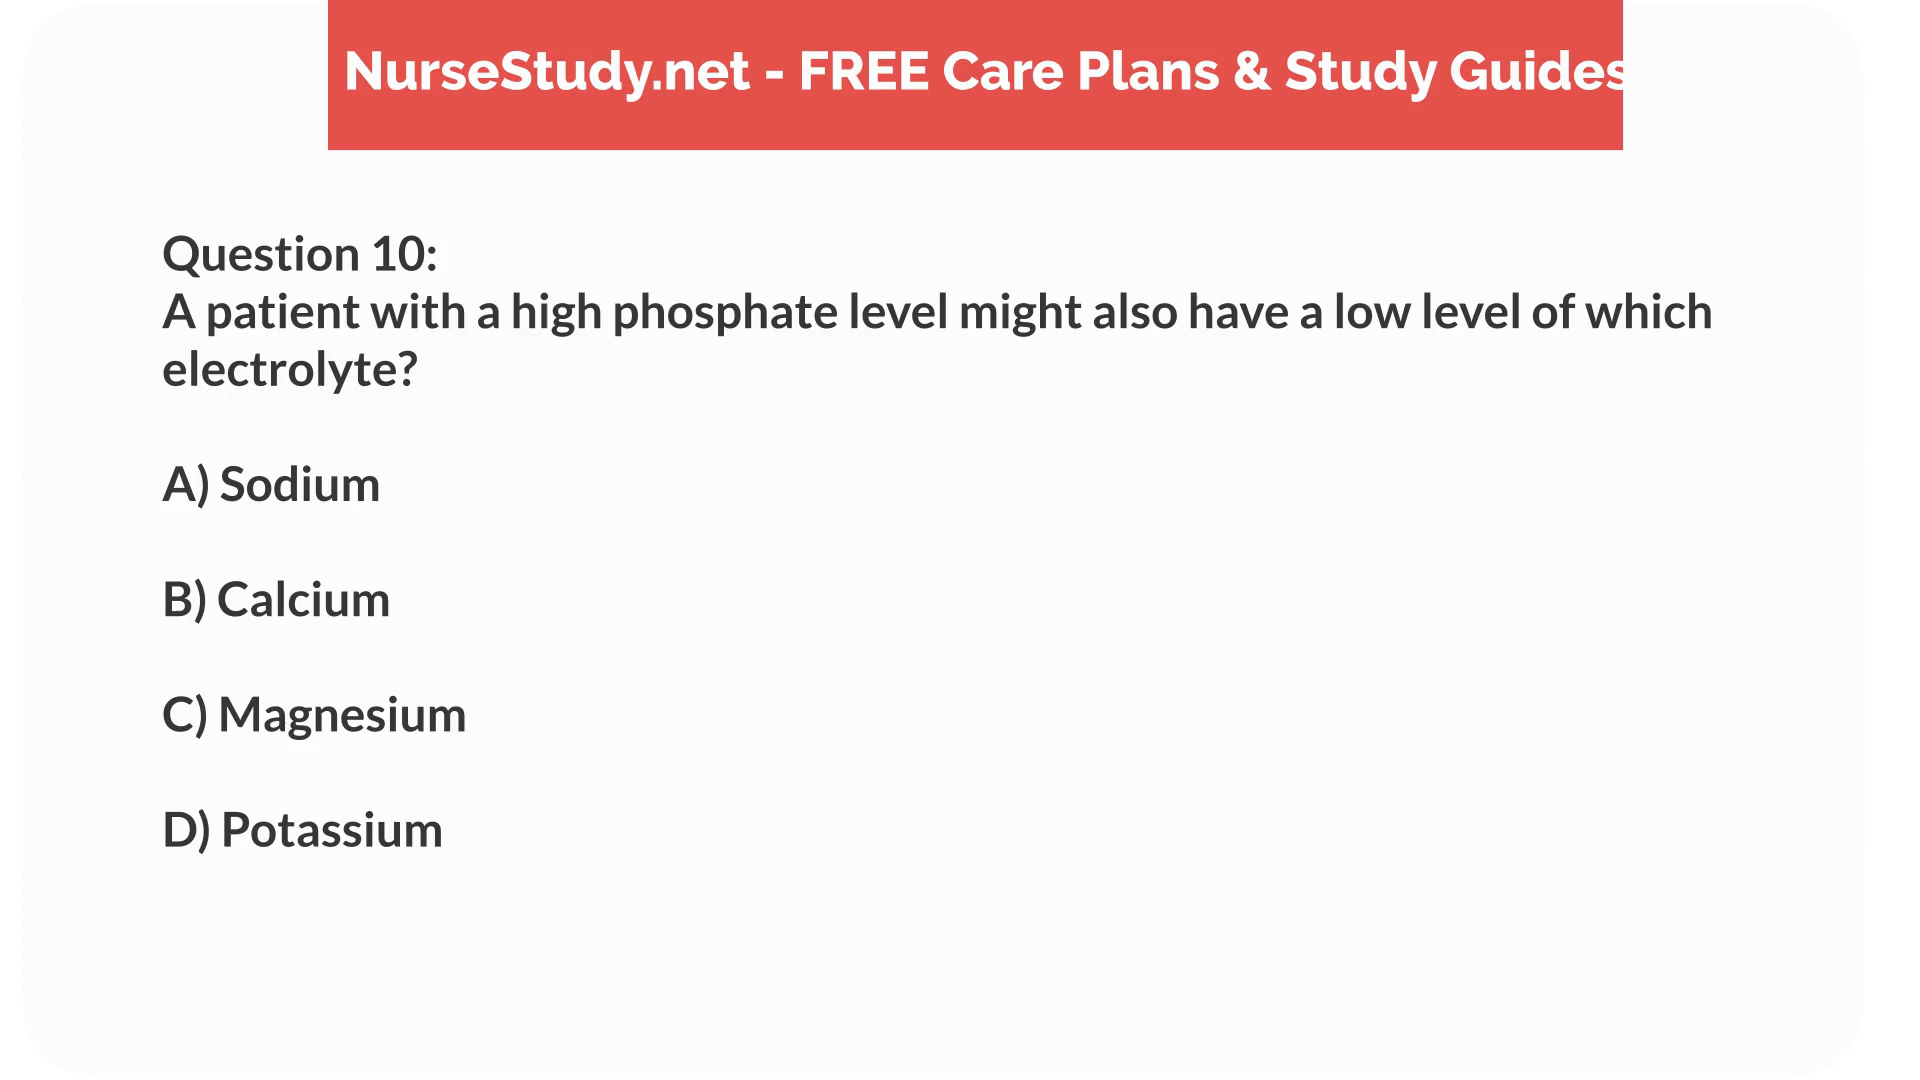 NurseStudy.net - FREE Care Plans & Study Guides
Question 10:
A patient with a high phosphate level might also have a low level of which
electrolyte?
A) Sodium
B) Calcium
C) Magnesium
D) Potassium